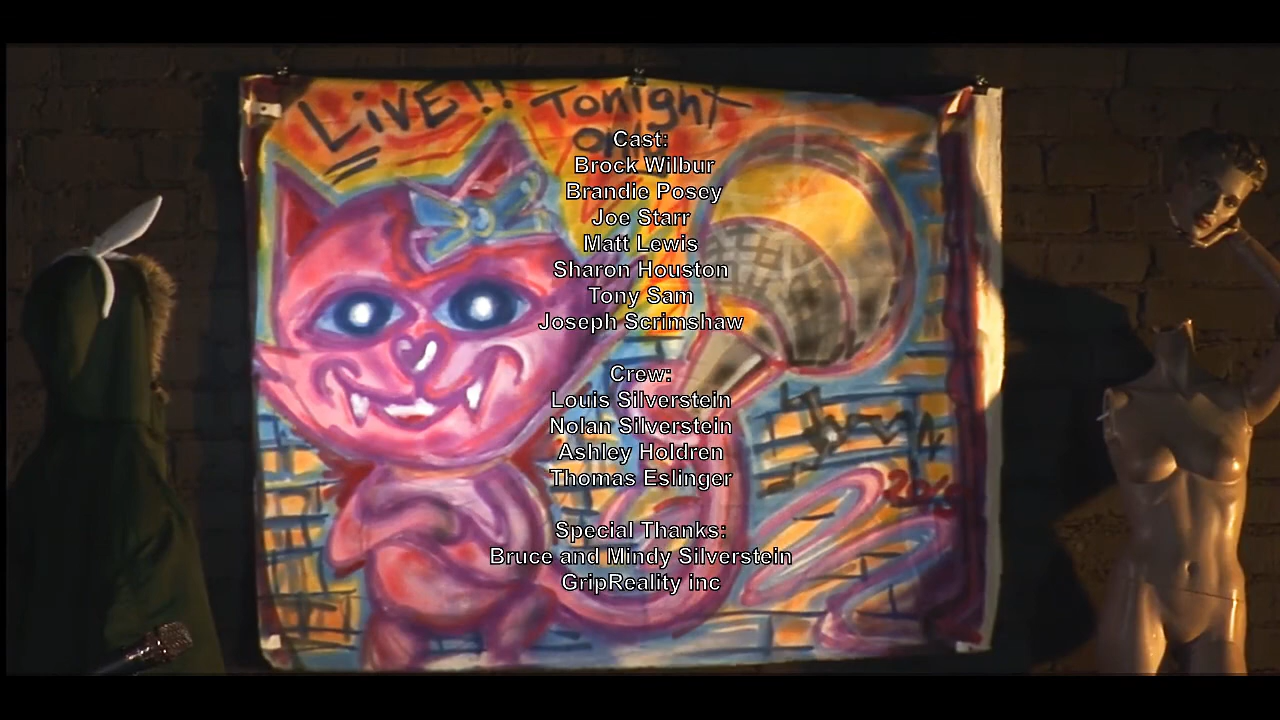 LIVE!! Tonight
Cast:
Brock Wilbur
Brandie Posey
Joe Starr
Matt Lewis
Sharon Houston
Tony Sam
Joseph Scrimshaw
Crew:
Louis Silverstein
Nolan Silverstein
Ashley Holdren
Thomas Eslinger
Special Thanks:
Bruce and Mindy Silverstein
GripReality inc